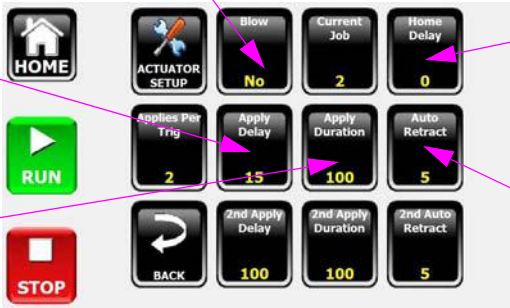 HOME
ACTUATOR
SETUP
Blow
No
Current
Job
2
Home
Delay
0
RUN
Applies Per
Trig
2
Apply
Delay
15
Apply
Duration
100
Auto
Retract
5
STOP
BACK
2nd Apply
Delay
100
2nd Apply
Duration
100
2nd Auto
Retract
5